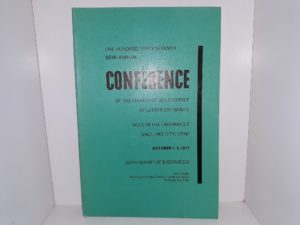 ONE HUNDRED FORTY-SEVENTH
SEMI-ANNUAL
CONFERENCE
OF THE CHURCH OF JESUS CHRIST
OF LATTER-DAY SAINTS
HELD IN THE TABERNACLE
SALT LAKE CITY, UTAH
OCTOBER 1-3, 1977
WITH REPORT OF DISCOURSES